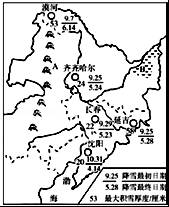 漠河
53
9.7
6.14
齐齐哈尔
24
9.25
5.24
长春
22
9.29
5.23
延吉
58
9.25
5.28
沈阳
20
10.31
4.14
渤
海
9.25 降雪最初日期
5.28 降雪最终日期
53 最大积雪厚度/厘米